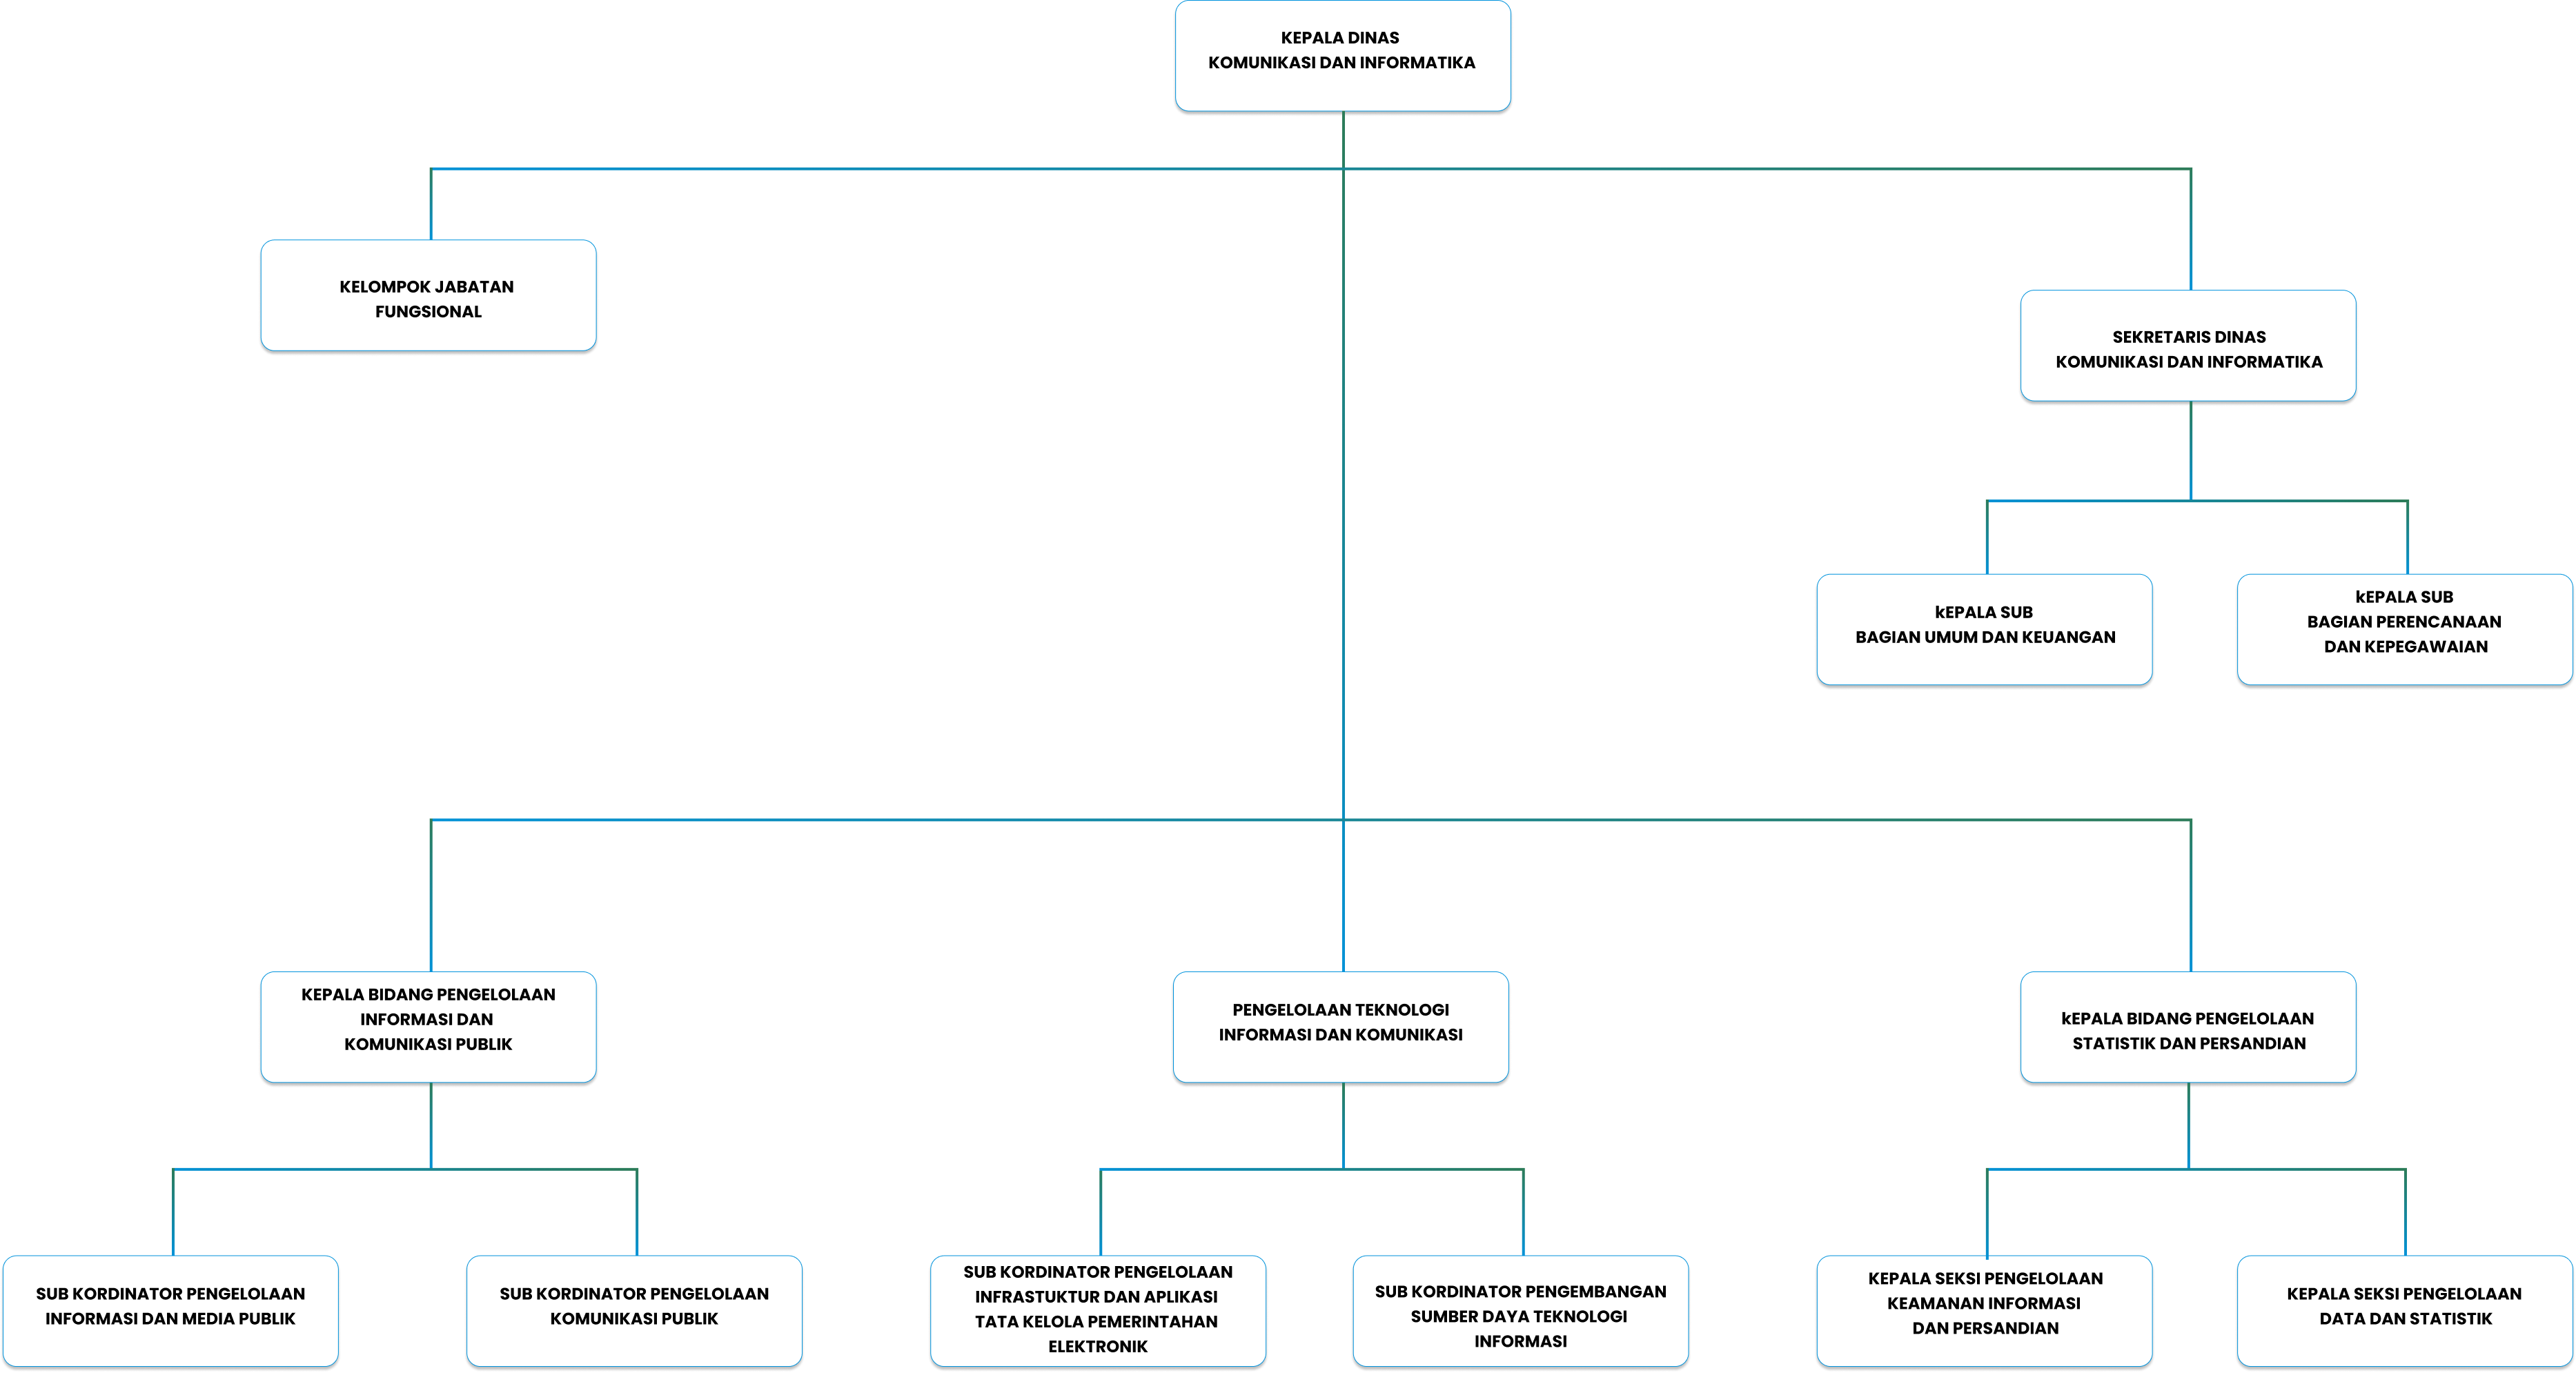 KEPALA DINAS
KOMUNIKASI DAN INFORMATIKA
KELOMPOK JABATAN
FUNGSIONAL
SEKRETARIS DINAS
KOMUNIKASI DAN INFORMATIKA
kEPALA SUB
BAGIAN UMUM DAN KEUANGAN
kEPALA SUB
BAGIAN PERENCANAAN
DAN KEPEGAWAIAN
KEPALA BIDANG PENGELOLAAN
INFORMASI DAN
KOMUNIKASI PUBLIK
PENGELOLAAN TEKNOLOGI
INFORMASI DAN KOMUNIKASI
kEPALA BIDANG PENGELOLAAN
STATISTIK DAN PERSANDIAN
SUB KORDINATOR PENGELOLAAN
INFORMASI DAN MEDIA PUBLIK
SUB KORDINATOR PENGELOLAAN
KOMUNIKASI PUBLIK
SUB KORDINATOR PENGELOLAAN
INFRASTUKTUR DAN APLIKASI
TATA KELOLA PEMERINTAHAN
ELEKTRONIK
SUB KORDINATOR PENGEMBANGAN
SUMBER DAYA TEKNOLOGI
INFORMASI
KEPALA SEKSI PENGELOLAAN
KEAMANAN INFORMASI
DAN PERSANDIAN
KEPALA SEKSI PENGELOLAAN
DATA DAN STATISTIK